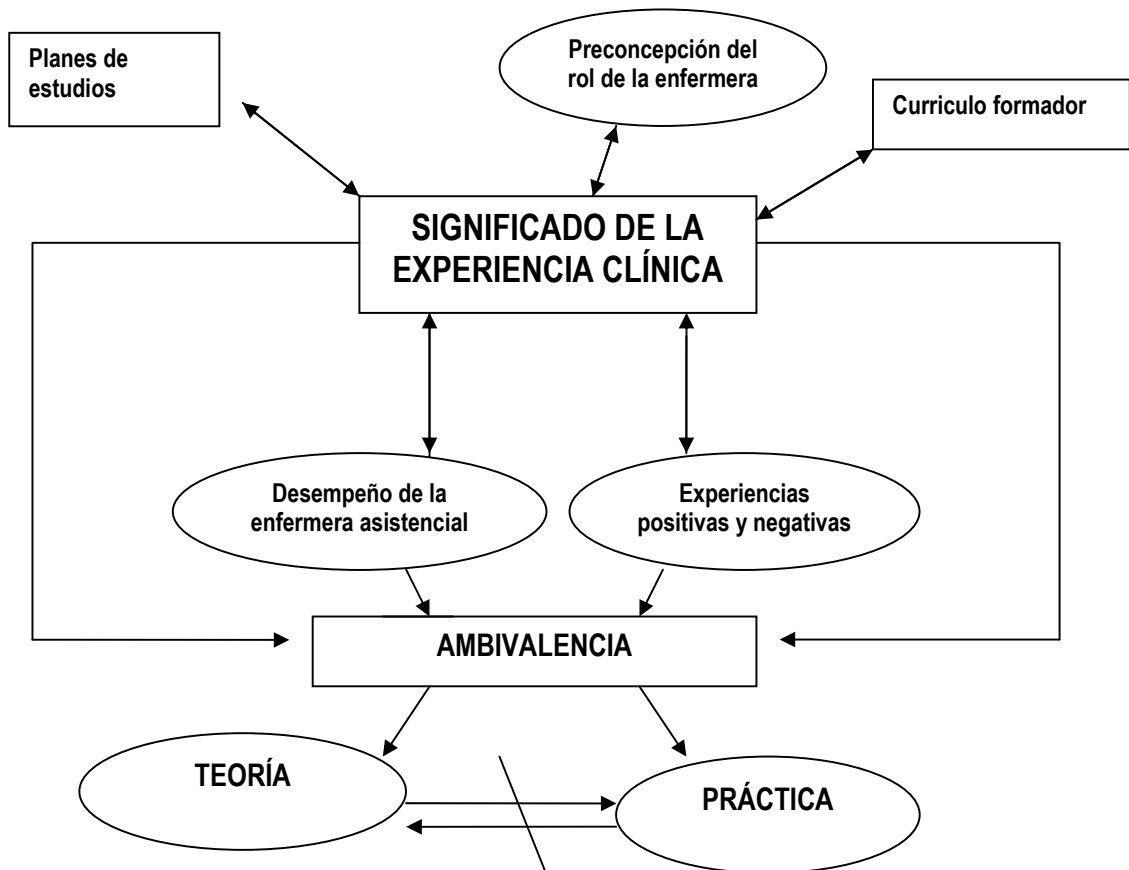 Planes de
estudios
Preconcepción del
rol de la enfermera
Curriculo formador
SIGNIFICADO DE LA
EXPERIENCIA CLÍNICA
Desempeño de la
enfermera asistencial
Experiencias
positivas y negativas
AMBIVALENCIA
TEORÍA
PRÁCTICA